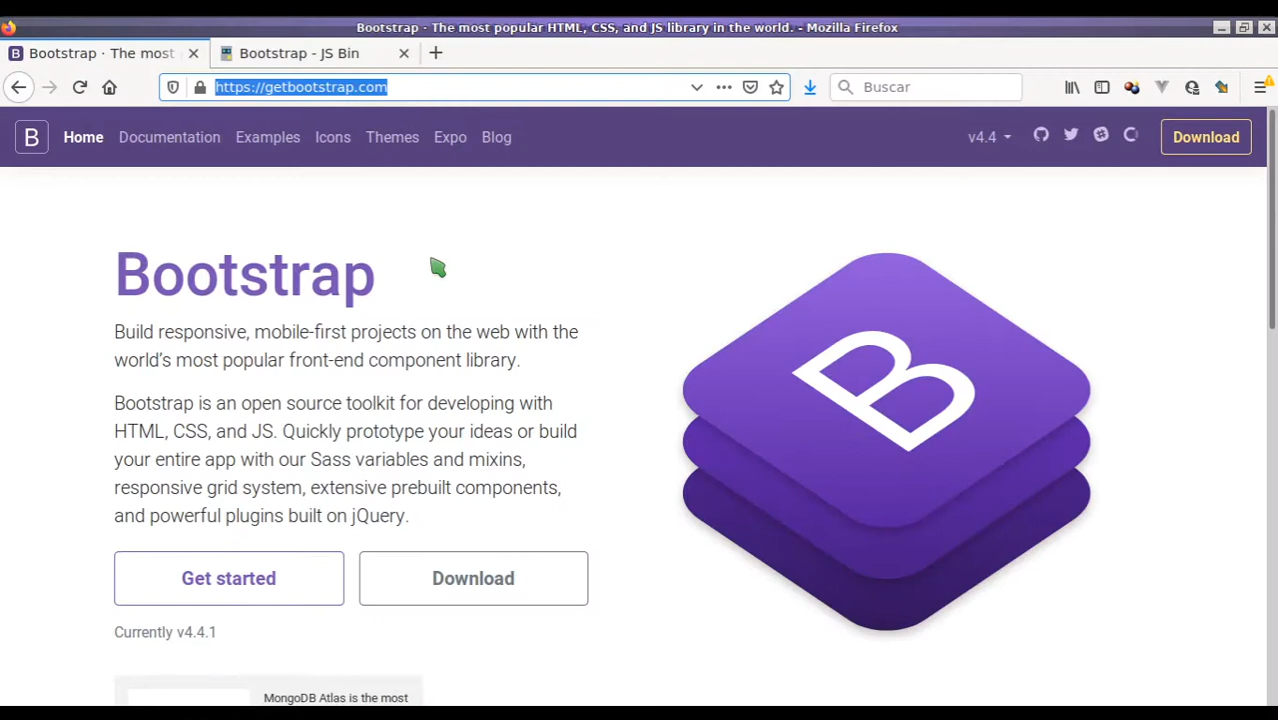 Bootstrap · The most popular HTML, CSS, and JS library in the world. - Mozilla Firefox
Bootstrap · The most
Bootstrap - JS Bin
https://getbootstrap.com
Buscar
B Home Documentation Examples Icons Themes Expo Blog v4.4 Download
Bootstrap
Build responsive, mobile-first projects on the web with the
world’s most popular front-end component library.
Bootstrap is an open source toolkit for developing with
HTML, CSS, and JS. Quickly prototype your ideas or build
your entire app with our Sass variables and mixins,
responsive grid system, extensive prebuilt components,
and powerful plugins built on jQuery.
B
Get started
Download
Currently v4.4.1
MongoDB Atlas is the most